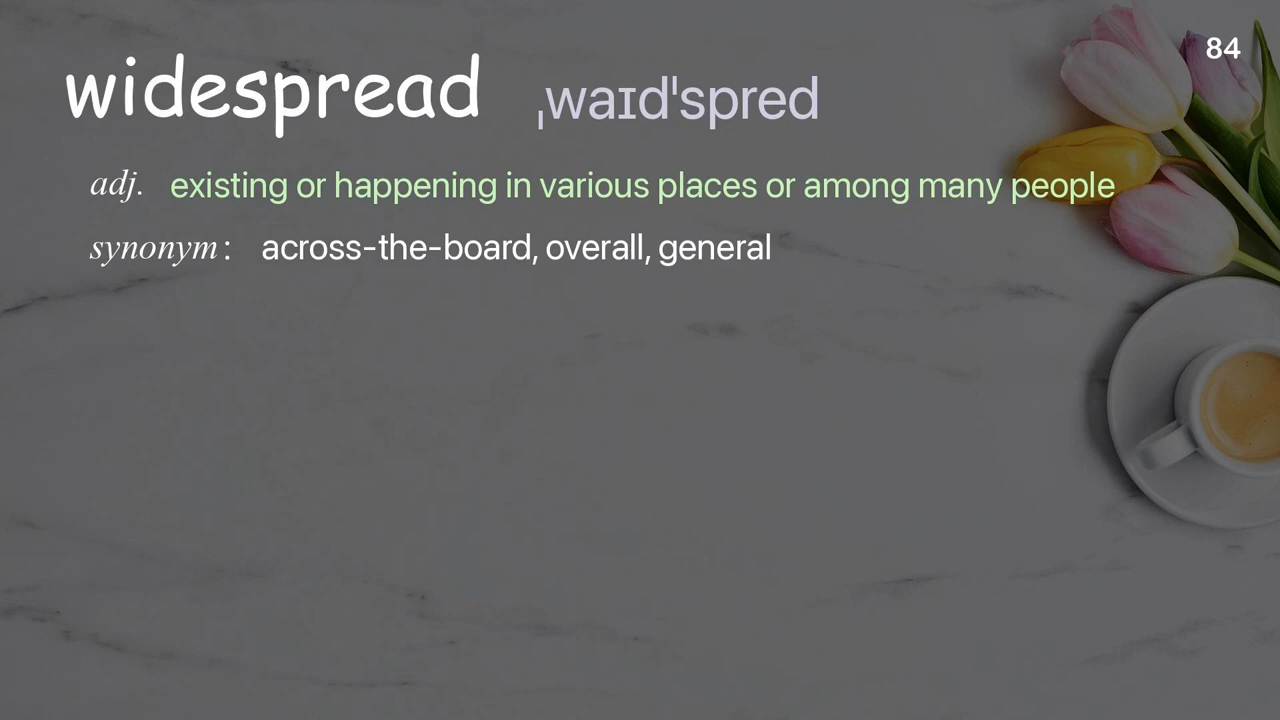 84
widespread ˌwaɪd'spred
adj. existing or happening in various places or among many people
synonym: across-the-board, overall, general